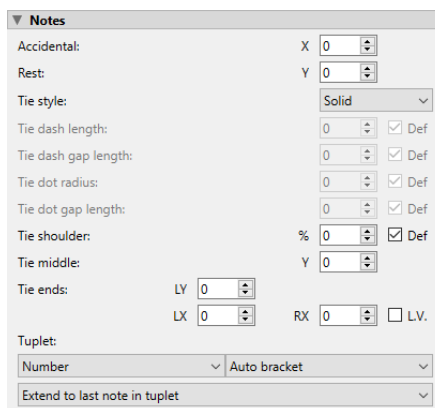 Notes
Accidental: X 0
Rest: Y 0
Tie style: Solid
Tie dash length: 0 Def
Tie dash gap length: 0 Def
Tie dot radius: 0 Def
Tie dot gap length: 0 Def
Tie shoulder: % 0 Def
Tie middle: Y 0
Tie ends: LY 0
LX 0 RX 0 L.V.
Tuplet:
Number Auto bracket
Extend to last note in tuplet